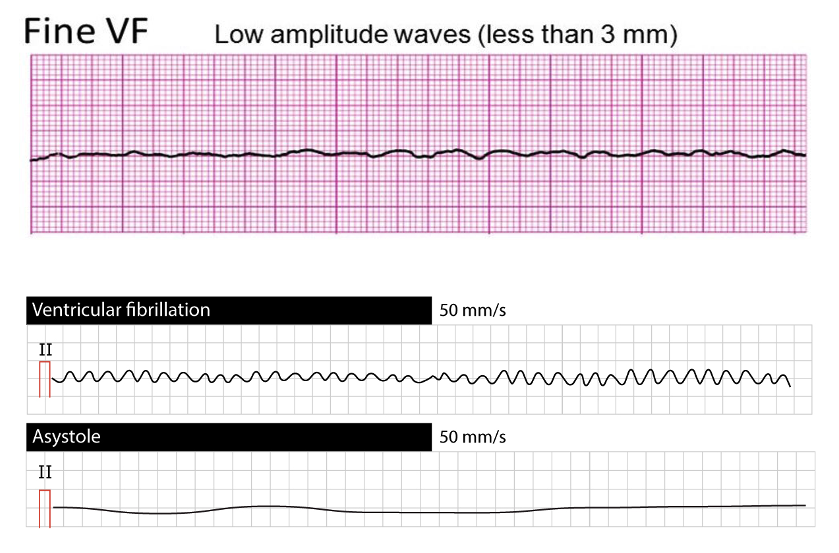 Fine VF
Low amplitude waves (less than 3 mm)
Ventricular fibrillation
50 mm/s
II
Asystole
50 mm/s
II